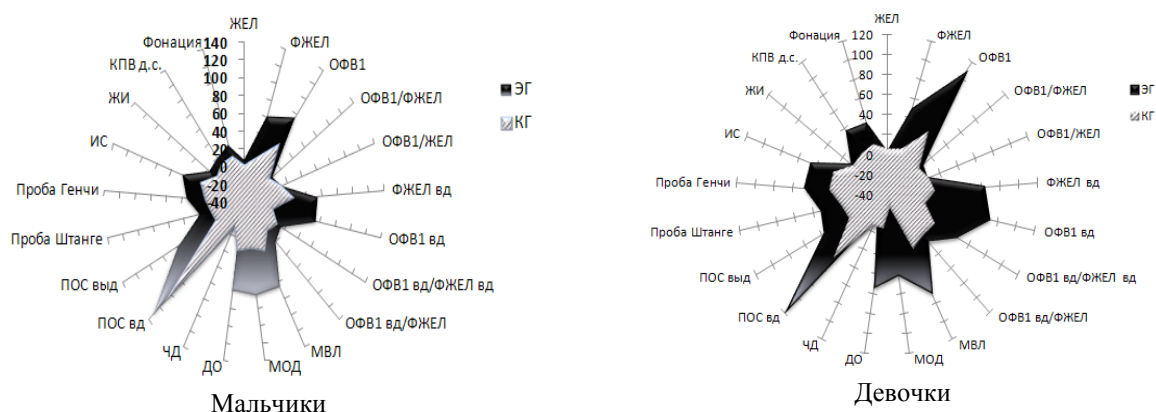 ЖЕЛ
ФЖЕЛ
ОФВ1
ОФВ1/ФЖЕЛ
ОФВ1/ЖЕЛ
ФЖЕЛ вд
ОФВ1 вд
ОФВ1 вд/ФЖЕЛ вд
ОФВ1 вд/ФЖЕЛ
МВЛ
МОД
ДО
ЧД
ПОС вд
ПОС выд
Проба Штанге
Проба Генчи
ИС
ЖИ
КПВ д.с.
Фонация
140
120
100
80
60
40
20
0
-20
-40
ЭГ
КГ
Мальчики
ЖЕЛ
ФЖЕЛ
ОФВ1
ОФВ1/ФЖЕЛ
ОФВ1/ЖЕЛ
ФЖЕЛ вд
ОФВ1 вд
ОФВ1 вд/ФЖЕЛ вд
ОФВ1 вд/ФЖЕЛ
МВЛ
МОД
ДО
ЧД
ПОС вд
ПОС выд
Проба Штанге
Проба Генчи
ИС
ЖИ
КПВ д.с.
Фонация
120
100
80
60
40
20
0
-20
-40
ЭГ
КГ
Девочки